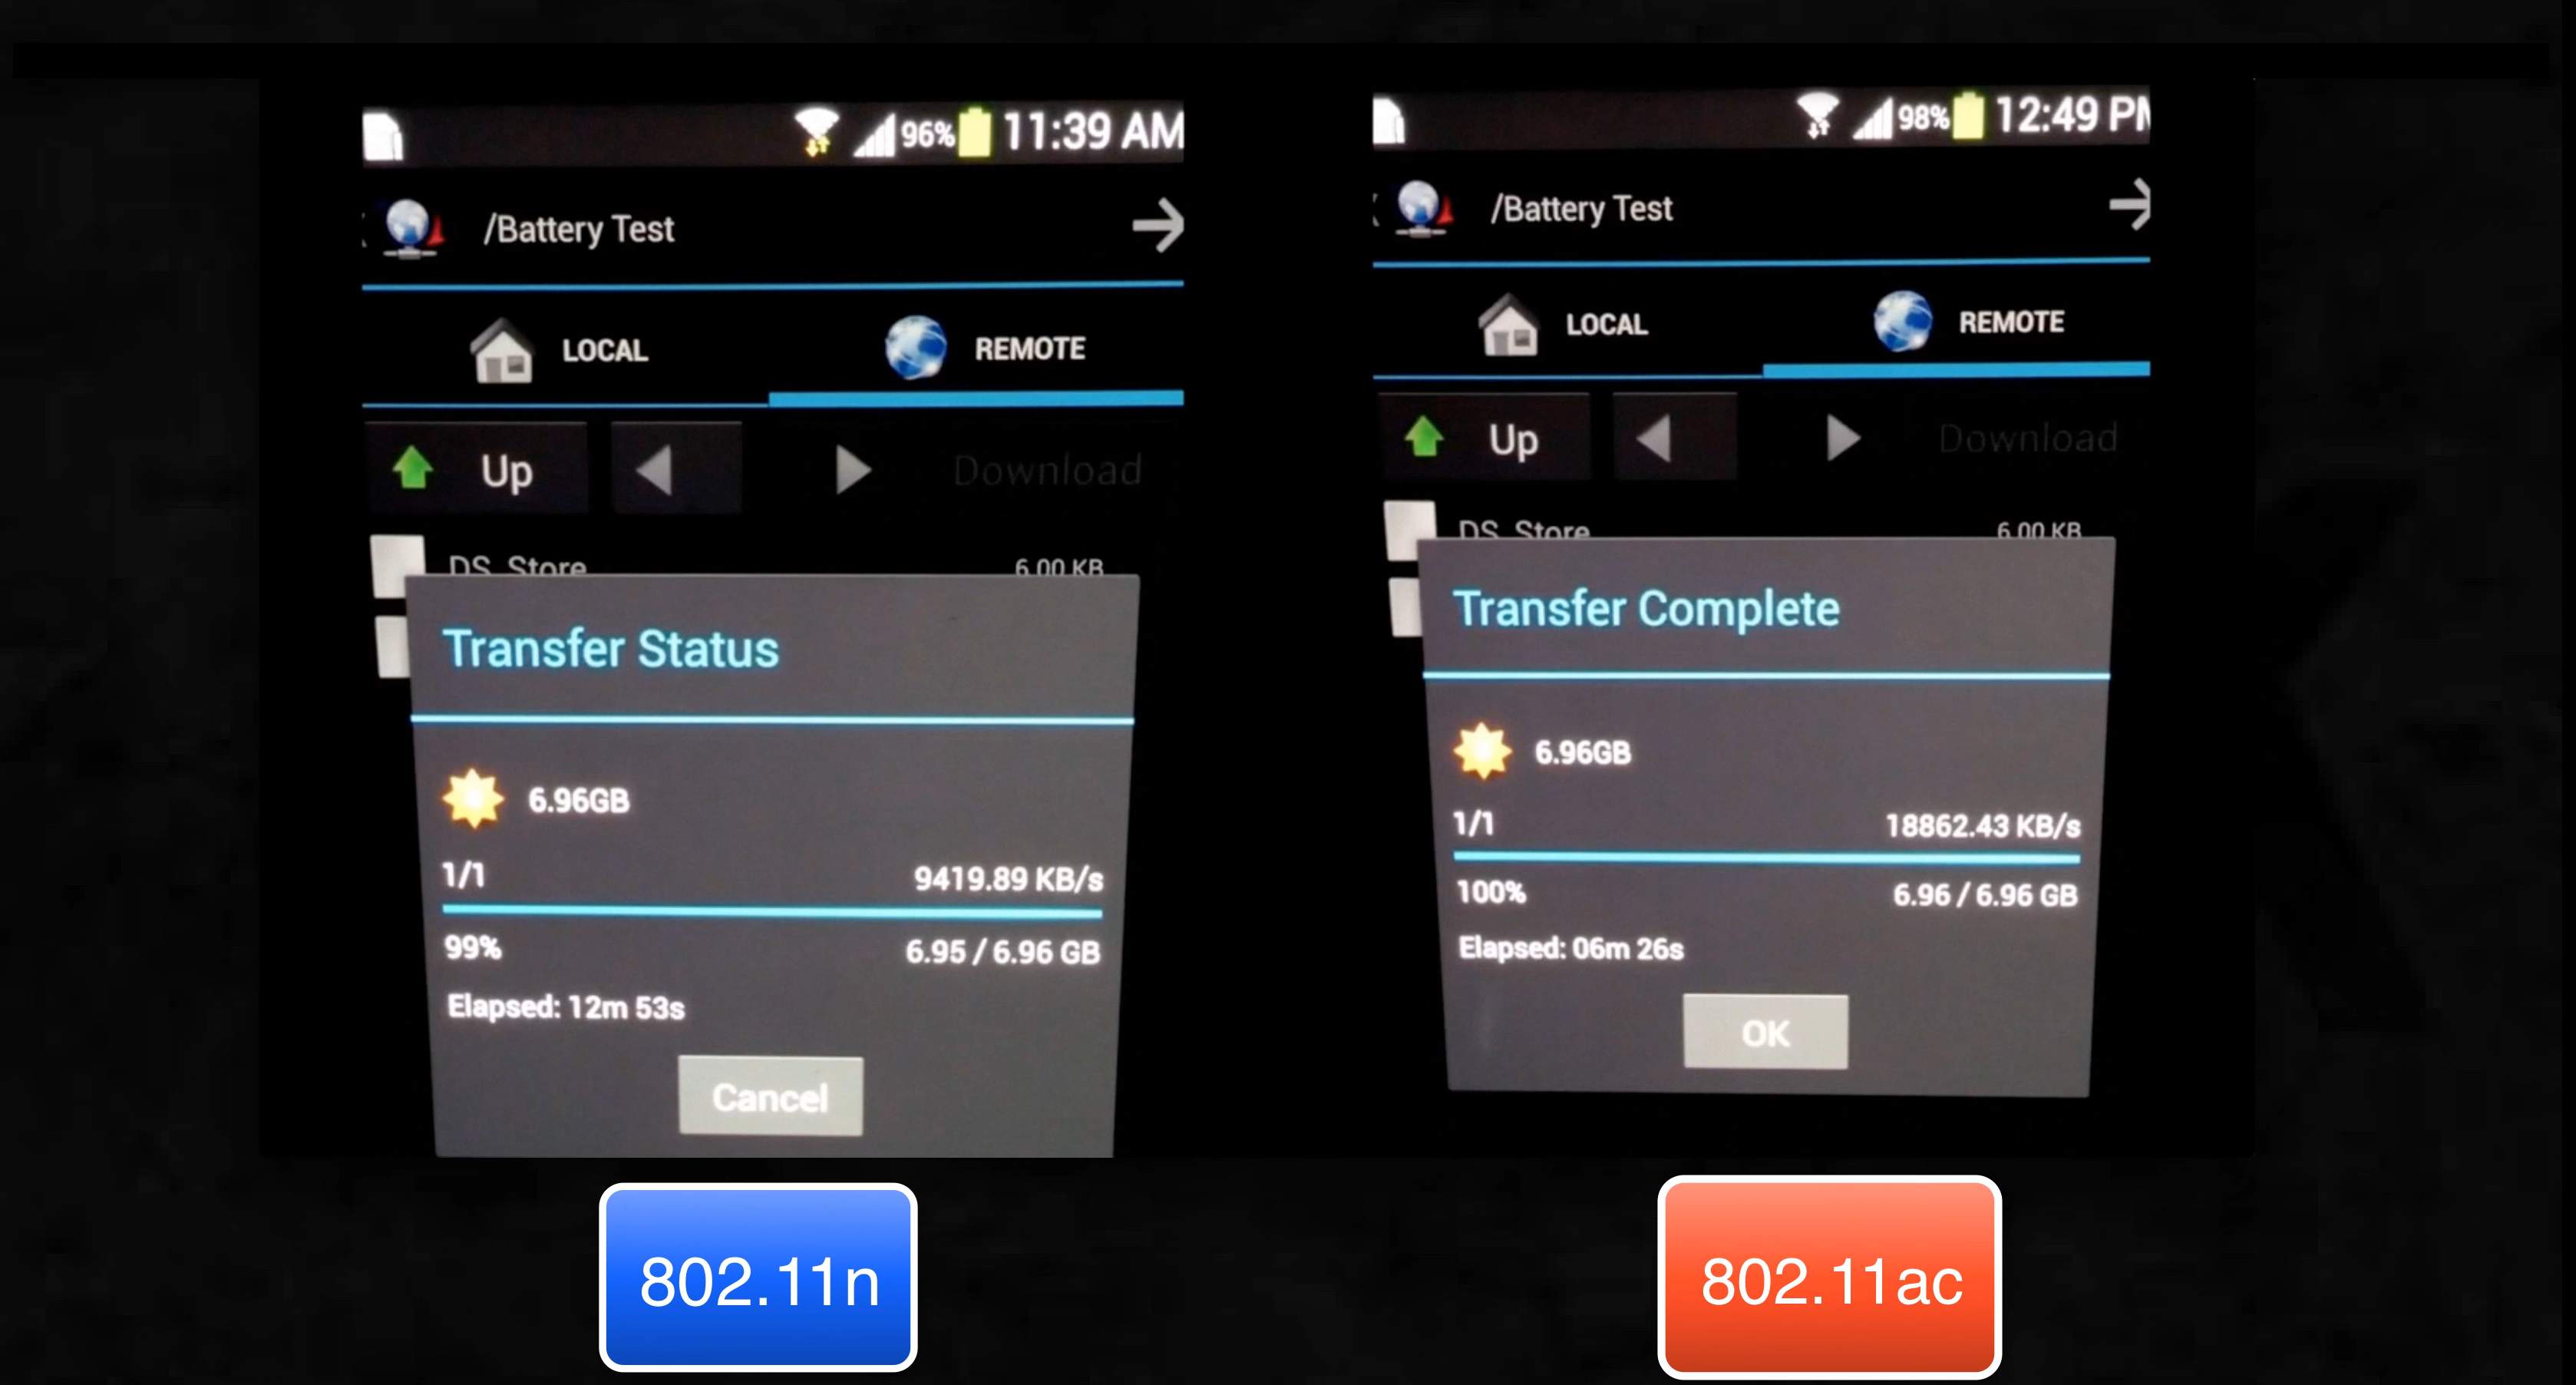 96% 11:39 AM
/Battery Test
LOCAL
REMOTE
Up
Download
DS_Store
6.00 KB
Transfer Status
6.96GB
1/1
9419.89 KB/s
99%
6.95 / 6.96 GB
Elapsed: 12m 53s
Cancel
802.11n
98% 12:49 PM
/Battery Test
LOCAL
REMOTE
Up
Download
DS_Store
6.00 KB
Transfer Complete
6.96GB
1/1
18862.43 KB/s
100%
6.96 / 6.96 GB
Elapsed: 06m 26s
OK
802.11ac